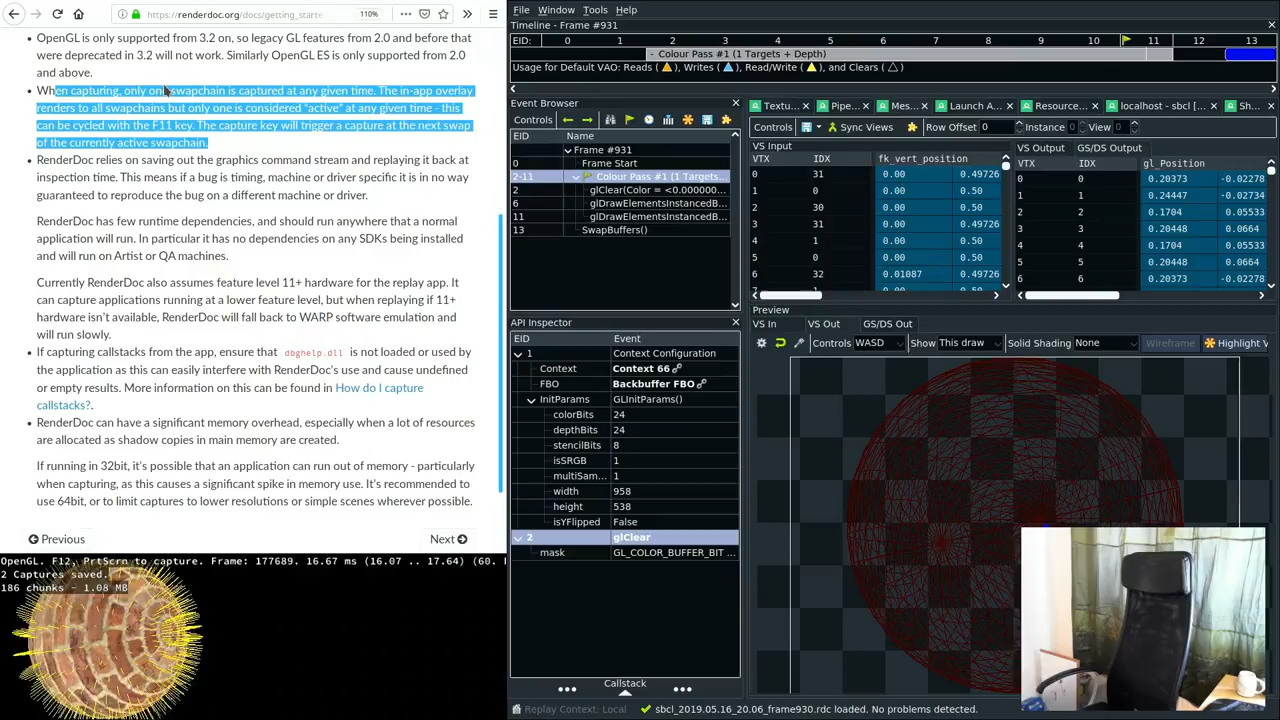 https://renderdoc.org/docs/getting_starte
110%
OpenGL is only supported from 3.2 on, so legacy GL features from 2.0 and before that
were deprecated in 3.2 will not work. Similarly OpenGL ES is only supported from 2.0
and above.
When capturing, only one swapchain is captured at any given time. The in-app overlay
renders to all swapchains but only one is considered “active” at any given time - this
can be cycled with the F11 key. The capture key will trigger a capture at the next swap
of the currently active swapchain.
RenderDoc relies on saving out the graphics command stream and replaying it back at
inspection time. This means if a bug is timing, machine or driver specific it is in no way
guaranteed to reproduce the bug on a different machine or driver.
RenderDoc has few runtime dependencies, and should run anywhere that a normal
application will run. In particular it has no dependencies on any SDKs being installed
and will run on Artist or QA machines.
Currently RenderDoc also assumes feature level 11+ hardware for the replay app. It
can capture applications running at a lower feature level, but when replaying if 11+
hardware isn’t available, RenderDoc will fall back to WARP software emulation and
will run slowly.
If capturing callstacks from the app, ensure that dbghelp.dll is not loaded or used by
the application as this can easily interfere with RenderDoc’s use and cause undefined
or empty results. More information on this can be found in How do I capture
callstacks?.
RenderDoc can have a significant memory overhead, especially when a lot of resources
are allocated as shadow copies in main memory are created.
If running in 32bit, it’s possible that an application can run out of memory - particularly
when capturing, as this causes a significant spike in memory use. It’s recommended to
use 64bit, or to limit captures to lower resolutions or simple scenes wherever possible.
Previous
Next
OpenGL. F12, PrtScrn to capture. Frame: 177689. 16.67 ms (16.07 .. 17.64) (60.
2 Captures saved.
186 chunks - 1.08 MB
File Window Tools Help
Timeline - Frame #931
EID: 0 1 2 3 4 5 6 7 8 9 10 11 13
- Colour Pass #1 (1 Targets + Depth)
Usage for Default VAO: Reads ( ), Writes ( ), Read/Write ( ), and Clears ( )
Event Browser
Controls
EID Name
Frame #931
0 Frame Start
2-11 Colour Pass #1 (1 Targets...
2 glClear(Color = <0.000000...
6 glDrawElementsInstancedB...
11 glDrawElementsInstancedB...
13 SwapBuffers()
API Inspector
EID Event
1 Context Configuration
Context Context 66
FBO Backbuffer FBO
InitParams GLInitParams()
colorBits 24
depthBits 24
stencilBits 8
isSRGB 1
multiSam... 1
width 958
height 538
isYFlipped False
2 glClear
mask GL_COLOR_BUFFER_BIT ...
Callstack
Textu... Pipe... Mes... Launch A... Resource... localhost - sbcl [... Sh...
Controls Sync Views Row Offset 0 Instance 0 View 0
VS Input
VTX IDX fk_vert_position
0 31 0.00 0.49726
1 0 0.00 0.50
2 30 0.00 0.50
3 31 0.00 0.49726
4 1 0.00 0.50
5 0 0.00 0.50
6 32 0.01087 0.49726
VS Output GS/DS Output
VTX IDX gl_Position
0 0 0.20373 -0.02278
1 1 0.24447 -0.02734
2 2 0.1704 0.05533
3 3 0.20448 0.0664
4 4 0.1704 0.05533
5 5 0.20448 0.0664
6 6 0.20373 -0.02278
Preview
VS In VS Out GS/DS Out
Controls WASD Show This draw Solid Shading None Wireframe Highlight V
Replay Context: Local sbcl_2019.05.16_20.06_frame930.rdc loaded. No problems detected.